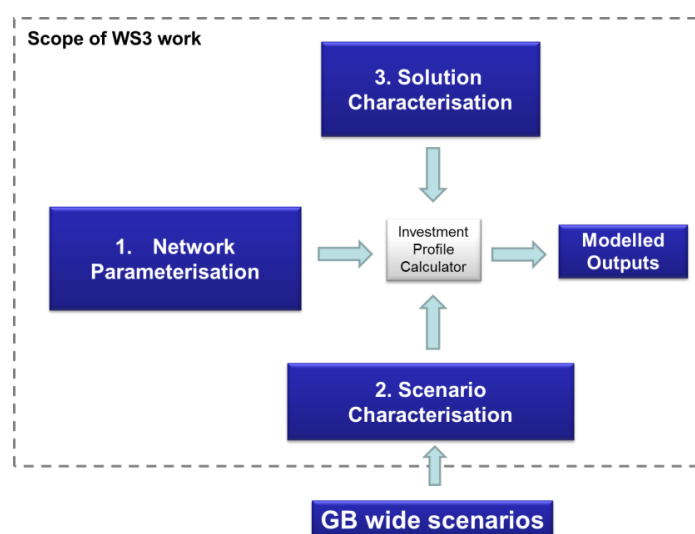 Scope of WS3 work
3. Solution
Characterisation
1. Network
Parameterisation
Investment
Profile
Calculator
Modelled
Outputs
2. Scenario
Characterisation
GB wide scenarios